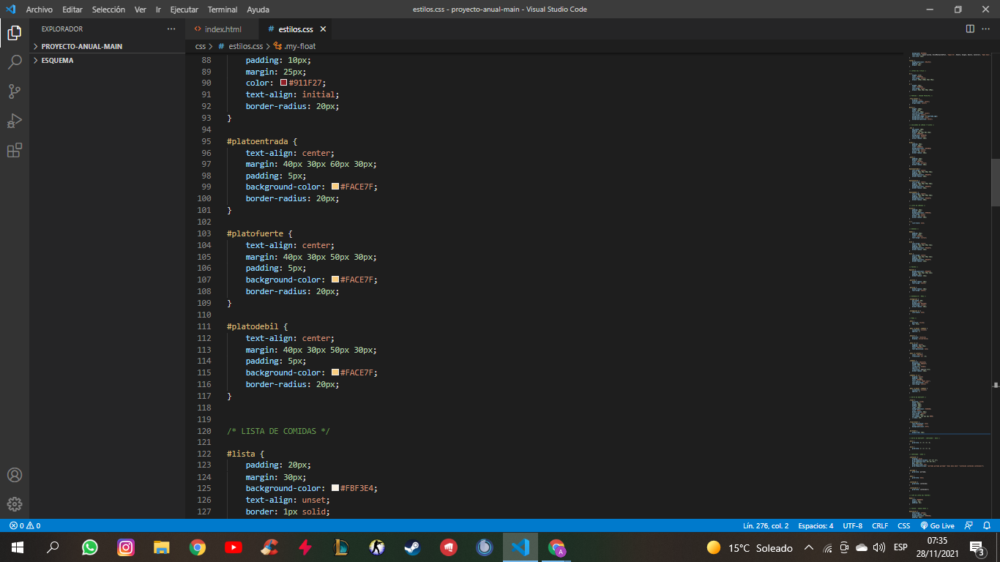 Archivo Editar Selección Ver Ir Ejecutar Terminal Ayuda
estilos.css - proyecto-anual-main - Visual Studio Code
EXPLORADOR
PROYECTO-ANUAL-MAIN
ESQUEMA
index.html
# estilos.css
css > # estilos.css > .my-float
88 padding: 10px;
89 margin: 25px;
90 color: #911F27;
91 text-align: initial;
92 border-radius: 20px;
93 }
94
95 #platoentrada {
96 text-align: center;
97 margin: 40px 30px 60px 30px;
98 padding: 5px;
99 background-color: #FACE7F;
100 border-radius: 20px;
101 }
102
103 #platofuerte {
104 text-align: center;
105 margin: 40px 30px 50px 30px;
106 padding: 5px;
107 background-color: #FACE7F;
108 border-radius: 20px;
109 }
110
111 #platodebil {
112 text-align: center;
113 margin: 40px 30px 50px 30px;
114 padding: 5px;
115 background-color: #FACE7F;
116 border-radius: 20px;
117 }
118
119
120 /* LISTA DE COMIDAS */
121
122 #lista {
123 padding: 20px;
124 margin: 30px;
125 background-color: #FBF3E4;
126 text-align: unset;
127 border: 1px solid;
0 0
Lín. 276, col. 2 Espacios: 4 UTF-8 CRLF CSS Go Live
A
15°C Soleado
ESP
07:35
28/11/2021
3